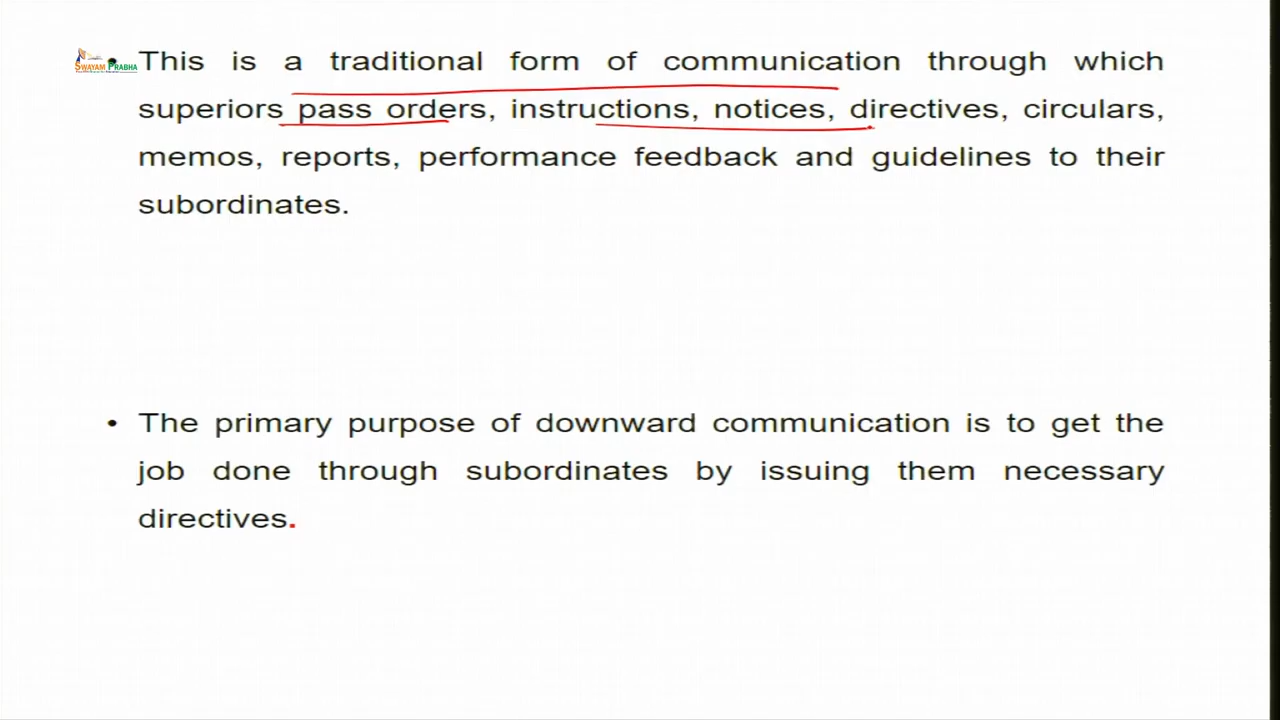 SWAYAM PRABHA
This is a traditional form of communication through which
superiors pass orders, instructions, notices, directives, circulars,
memos, reports, performance feedback and guidelines to their
subordinates.
• The primary purpose of downward communication is to get the
job done through subordinates by issuing them necessary
directives.